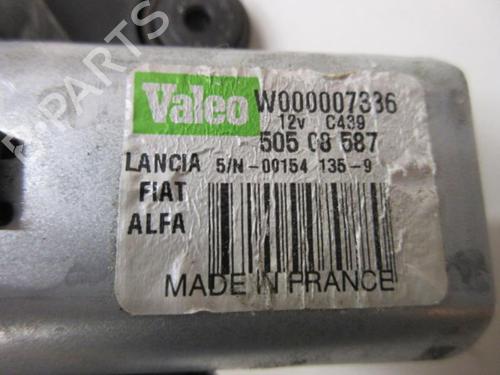 Valeo W000007336
12v C439
505 08 587
LANCIA S/N-00154 135-9
FIAT
ALFA
MADE IN FRANCE
B-PARTS